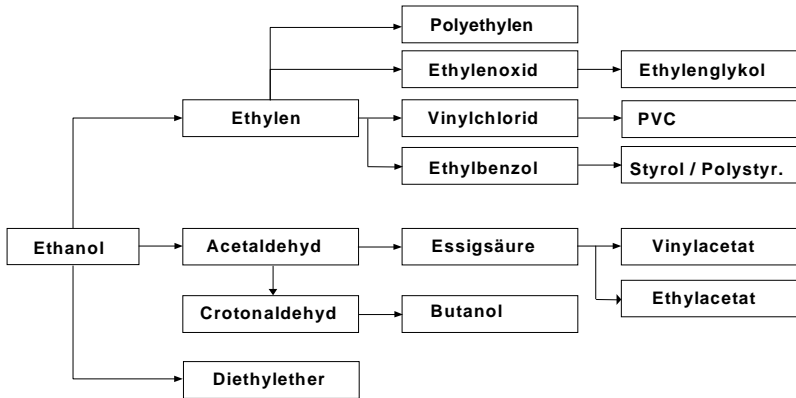 Polyethylen
Ethylenoxid
Ethylenglykol
Ethylen
Vinylchlorid
PVC
Ethylbenzol
Styrol / Polystyr.
Ethanol
Acetaldehyd
Essigsäure
Vinylacetat
Ethylacetat
Crotonaldehyd
Butanol
Diethylether